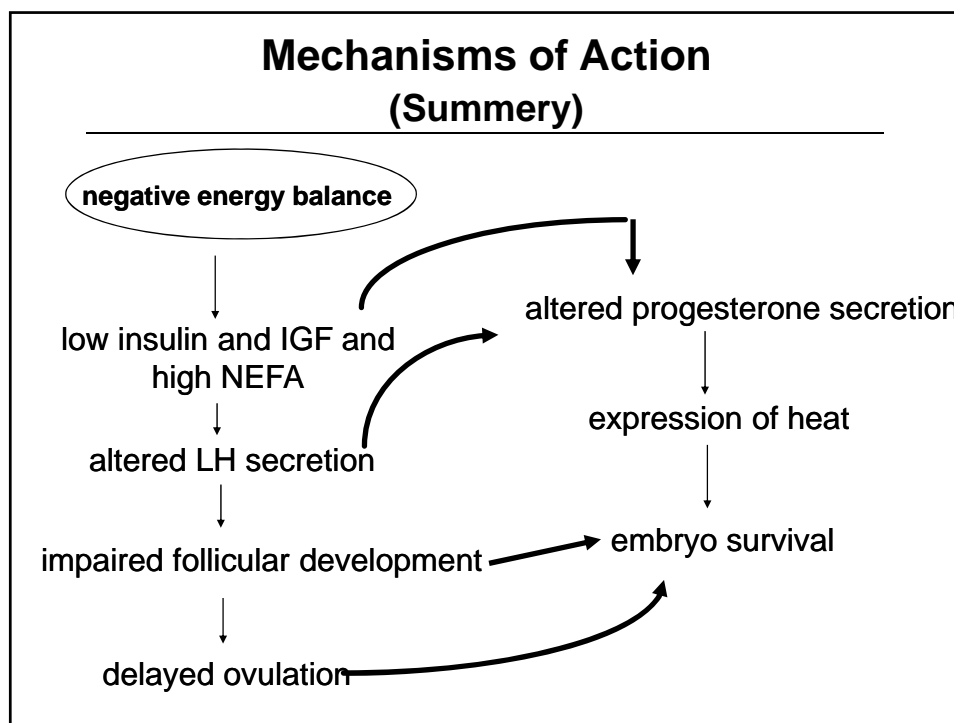 Mechanisms of Action
(Summery)
negative energy balance
low insulin and IGF and
high NEFA
altered LH secretion
impaired follicular development
delayed ovulation
altered progesterone secretion
expression of heat
embryo survival